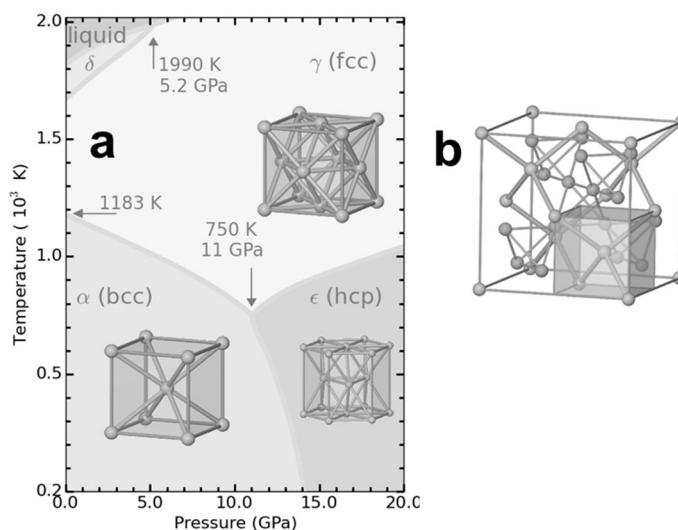 liquid
δ
1990 K
5.2 GPa
γ (fcc)
a
b
1183 K
750 K
11 GPa
α (bcc)
ϵ (hcp)
2.0
1.5
1.0
0.5
0.2
Temperature ( 10³ K)
0.0 5.0 10.0 15.0 20.0
Pressure (GPa)